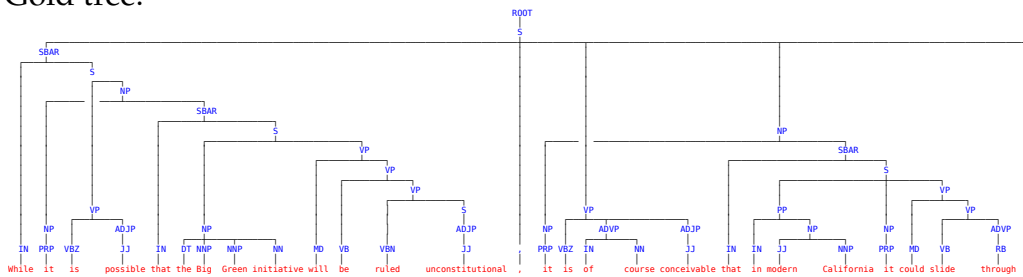 Gold tree:
ROOT
S
SBAR
S
NP
SBAR
S
NP
VP
SBAR
VP
S
VP
VP
S
PP
VP
VP
VP
NP
ADJP
NP
ADJP
NP
ADVP
ADJP
NP
NP
ADVP
IN PRP VBZ JJ IN DT NNP NNP NN MD VB VBN JJ , PRP VBZ IN NN JJ IN IN JJ NNP PRP MD VB RB
While it is possible that the Big Green initiative will be ruled unconstitutional , it is of course conceivable that in modern California it could slide through